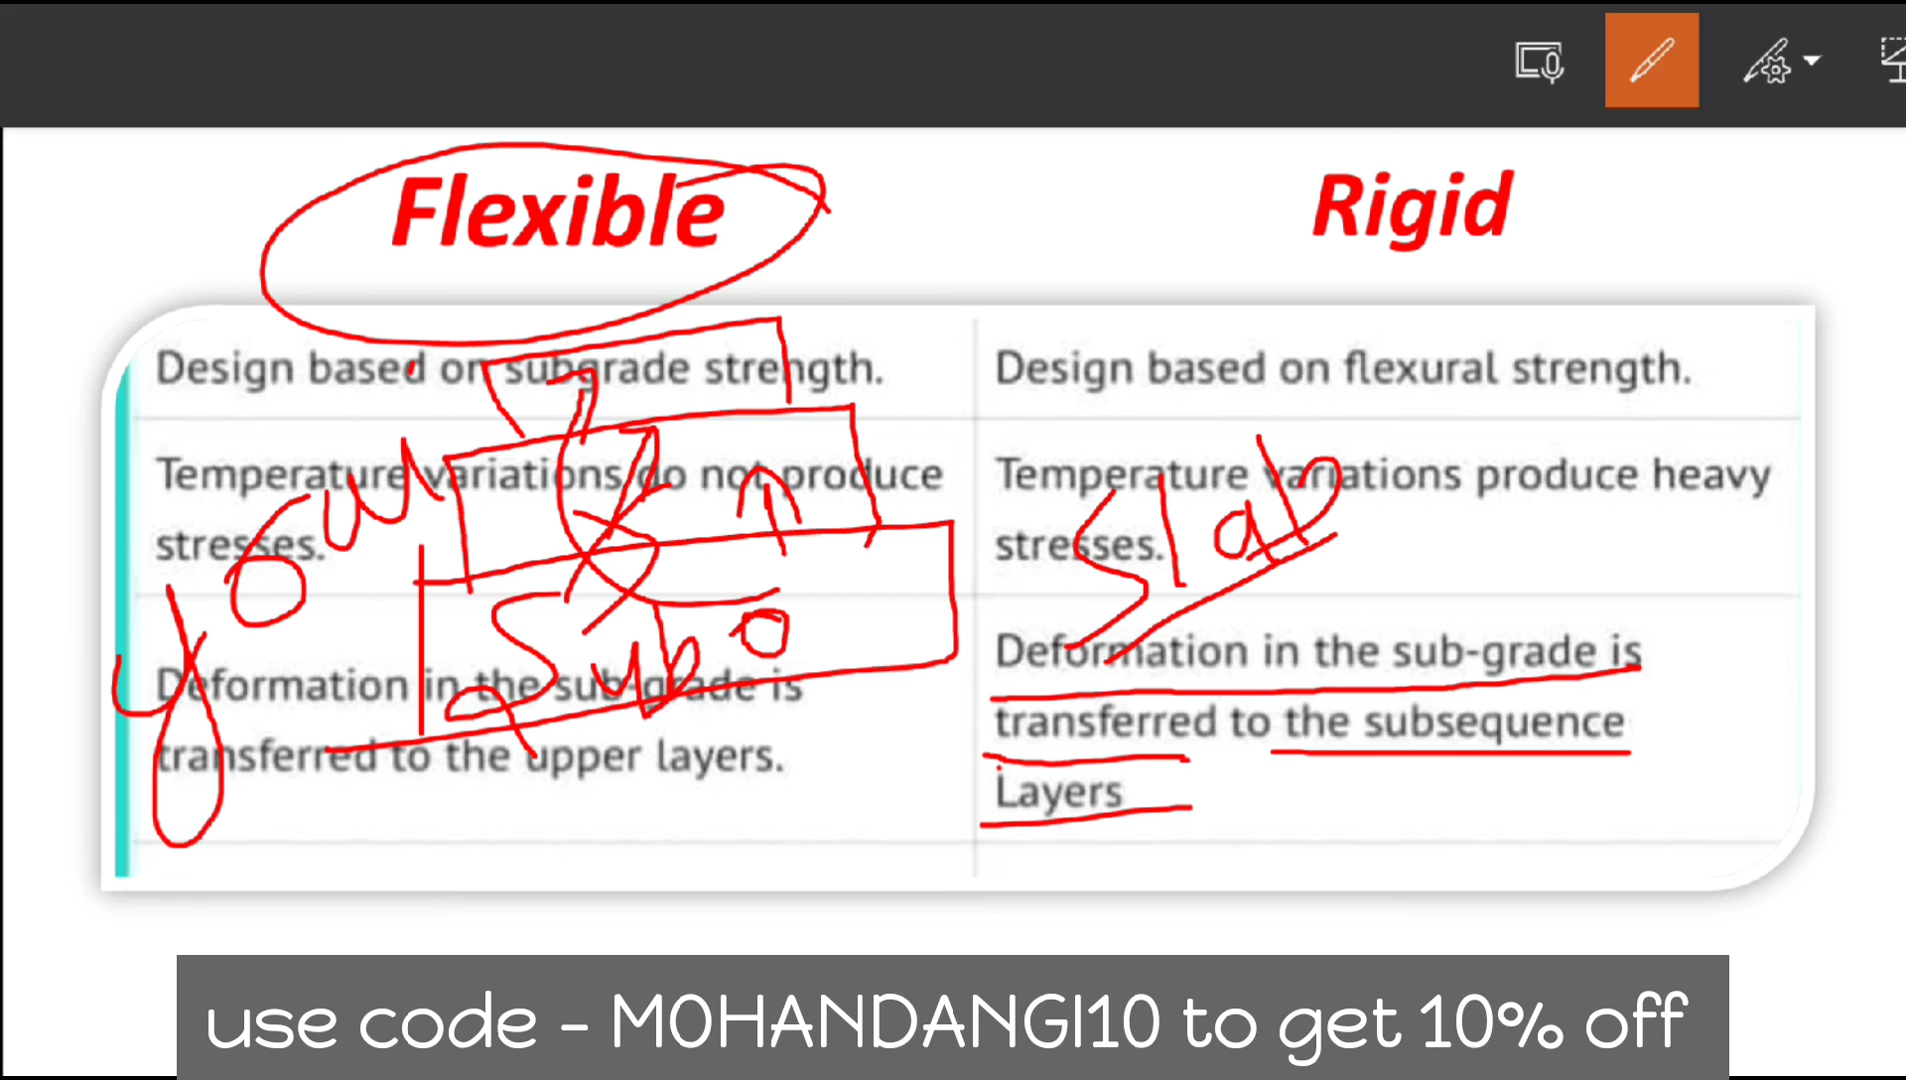 Flexible
Rigid
Design based on subgrade strength.
Design based on flexural strength.
Temperature variations do not produce
stresses.
Temperature variations produce heavy
stresses.
slab
Deformation in the sub-grade is
transferred to the upper layers.
Sub
Deformation in the sub-grade is
transferred to the subsequence
Layers
use code - MOHANDANGI10 to get 10% off